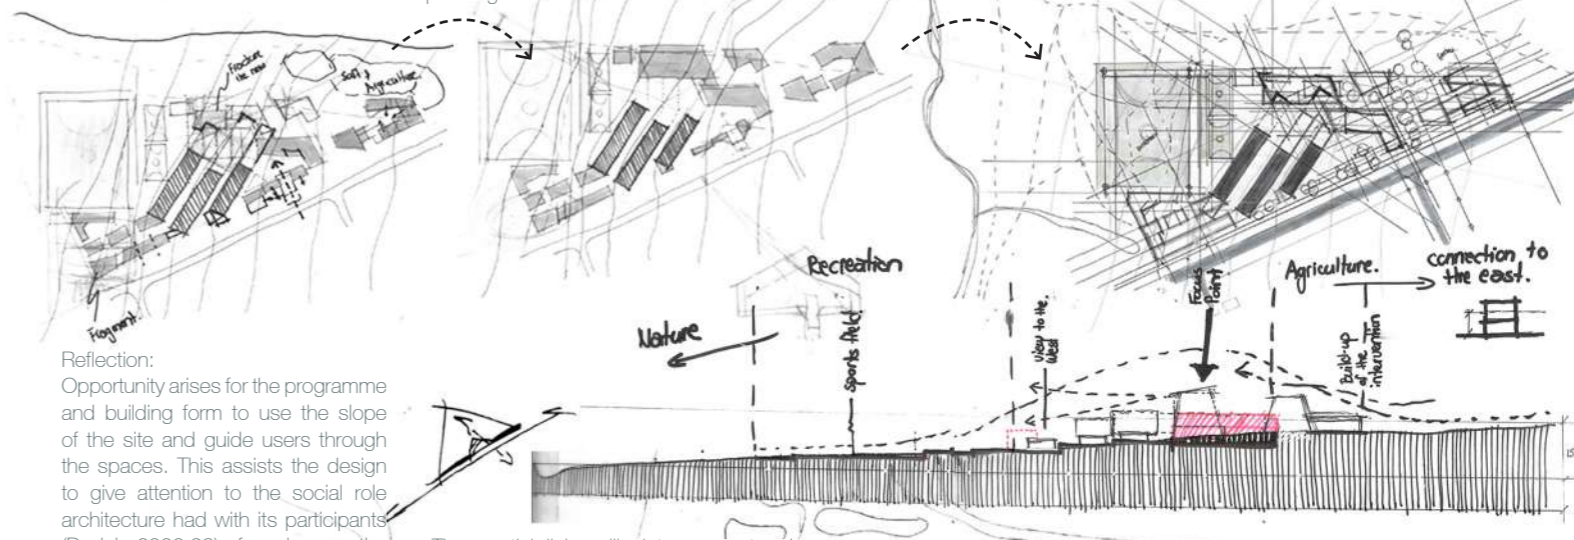 Fracture
the new
Soft
Agriculture
Fragment.
Recreation
Nature
sports field.
view to the
West
Focus
Point
Agriculture.
connection to
the east.
Build-up
of the
intervention
Reflection:
Opportunity arises for the programme
and building form to use the slope
of the site and guide users through
the spaces. This assists the design
to give attention to the social role
architecture had with its participants